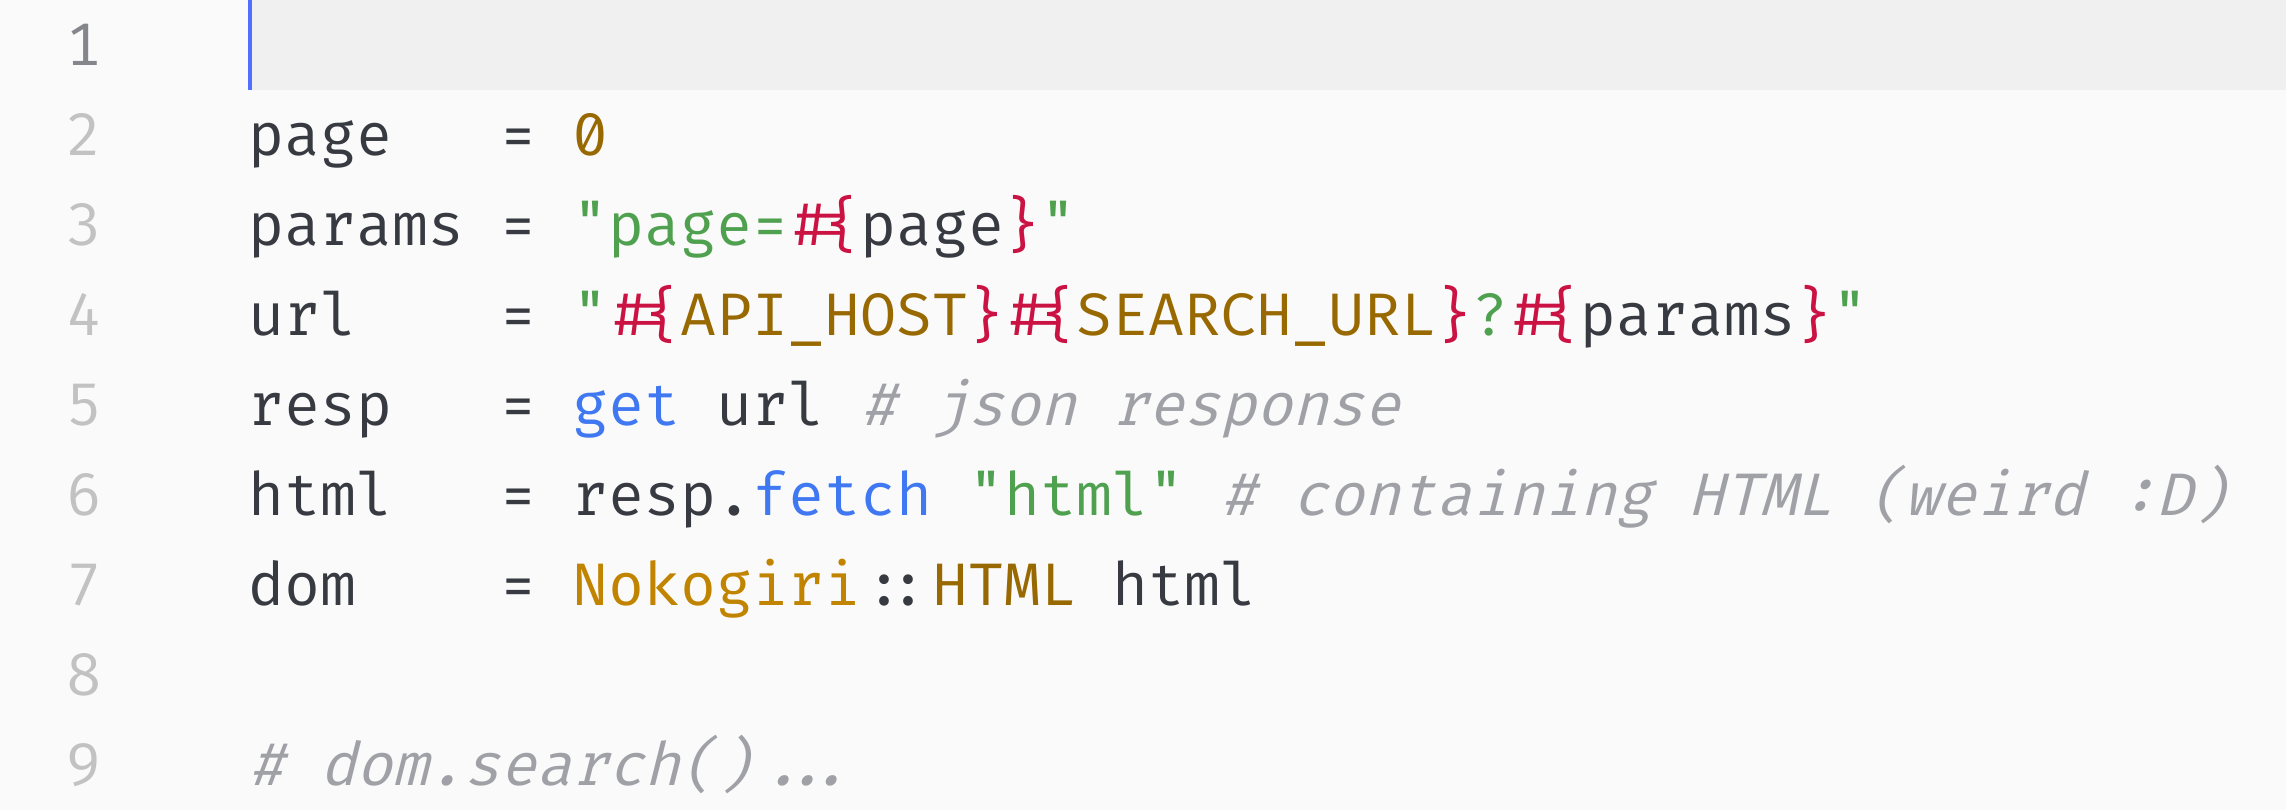 1
2 page   = 0
3 params = "page=#{page}"
4 url    = "#{API_HOST}#{SEARCH_URL}?#{params}"
5 resp   = get url # json response
6 html   = resp.fetch "html" # containing HTML (weird :D)
7 dom    = Nokogiri::HTML html
8
9 # dom.search()...